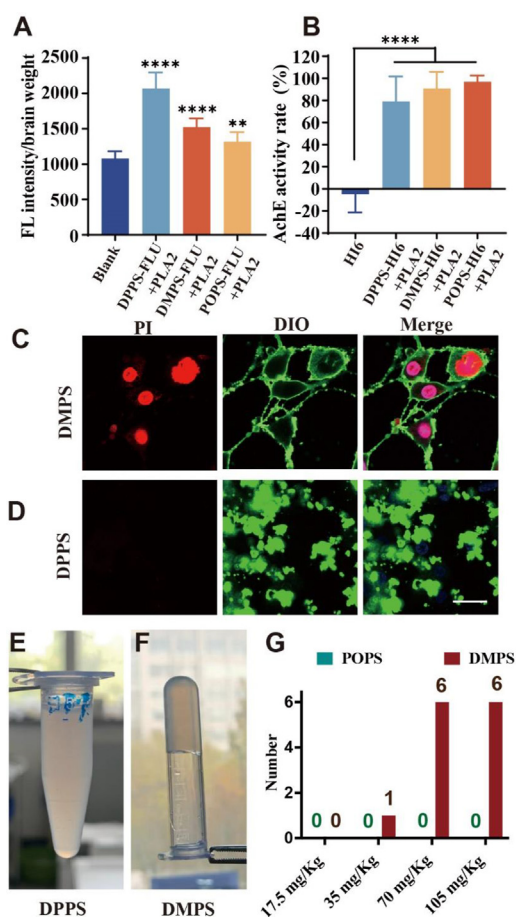 A
B
****
****
**
FL intensity/brain weight
2500
2000
1500
1000
500
0
Blank
DPPS-FLU
+PLA2
DMPS-FLU
+PLA2
POPS-FLU
+PLA2
****
AchE activity rate (%)
120
100
80
60
40
20
0
-20
-40
HI6
DPPS-HI6
+PLA2
DMPS-HI6
+PLA2
POPS-HI6
+PLA2
PI
DIO
Merge
C
DMPS
D
DPPS
E
F
G
DPPS
DMPS
POPS
DMPS
Number
6
4
2
0
0
0
0
1
0
6
0
6
17.5 mg/Kg
35 mg/Kg
70 mg/Kg
105 mg/Kg